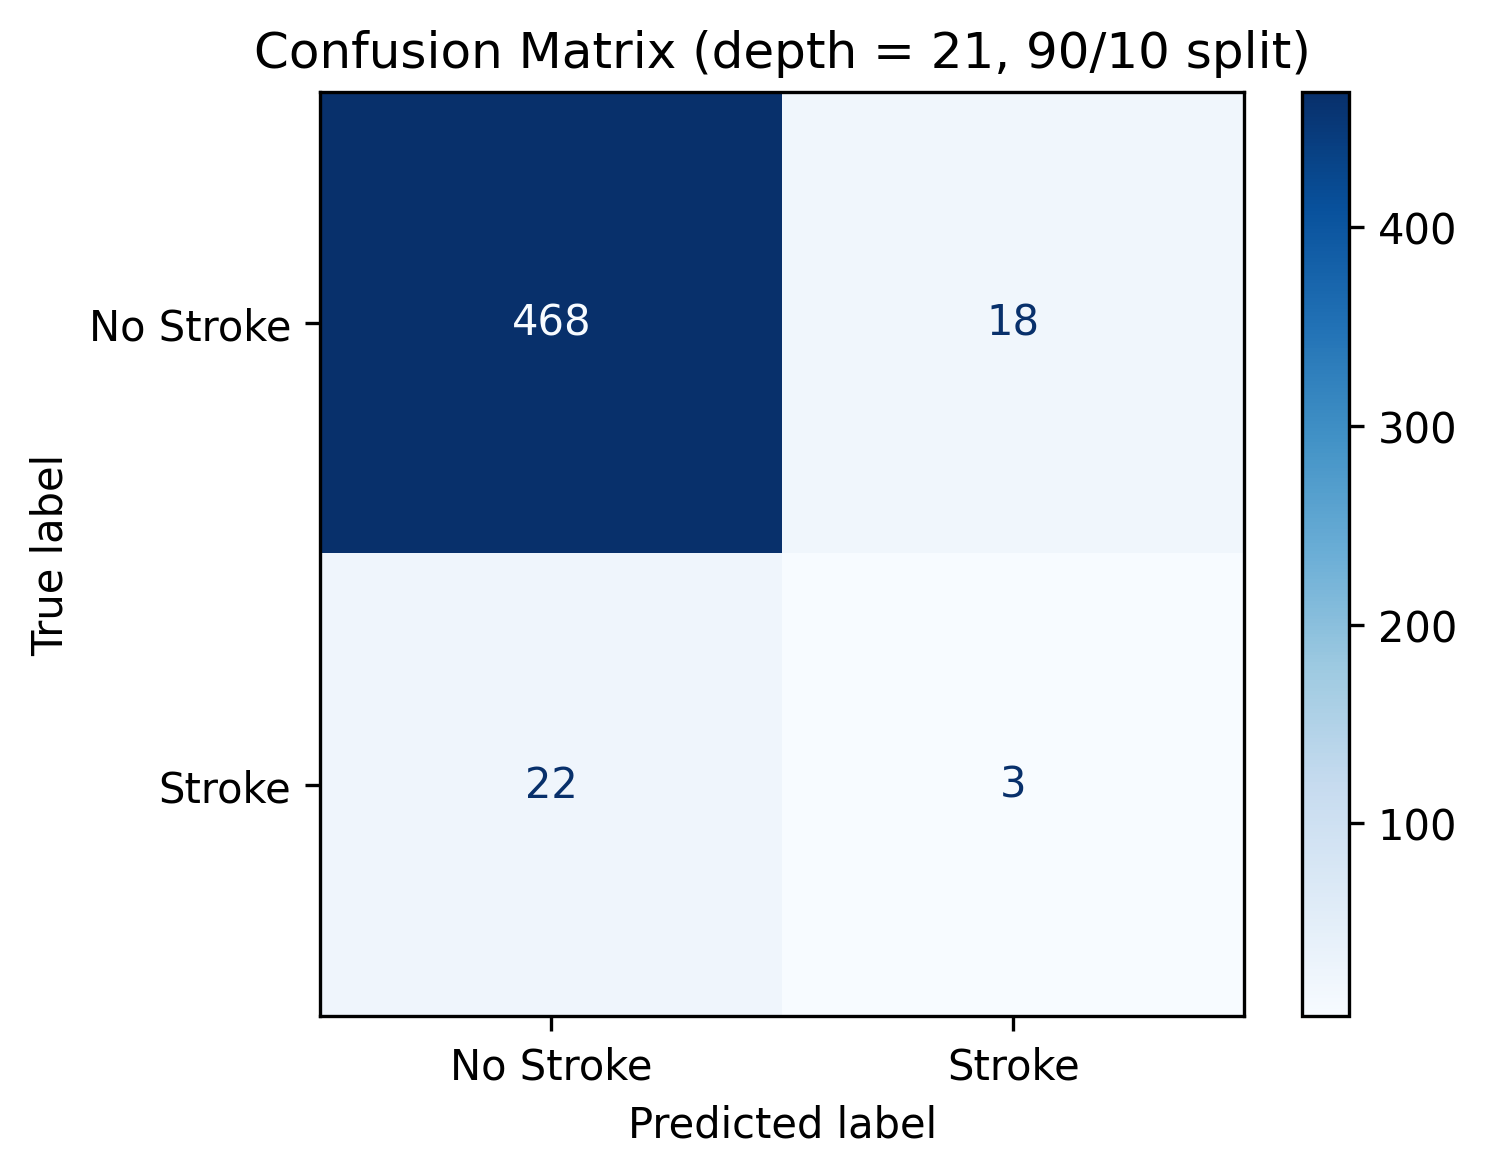 Confusion Matrix (depth = 21, 90/10 split)
True label
No Stroke
468
18
Stroke
22
3
No Stroke
Stroke
Predicted label
400
300
200
100